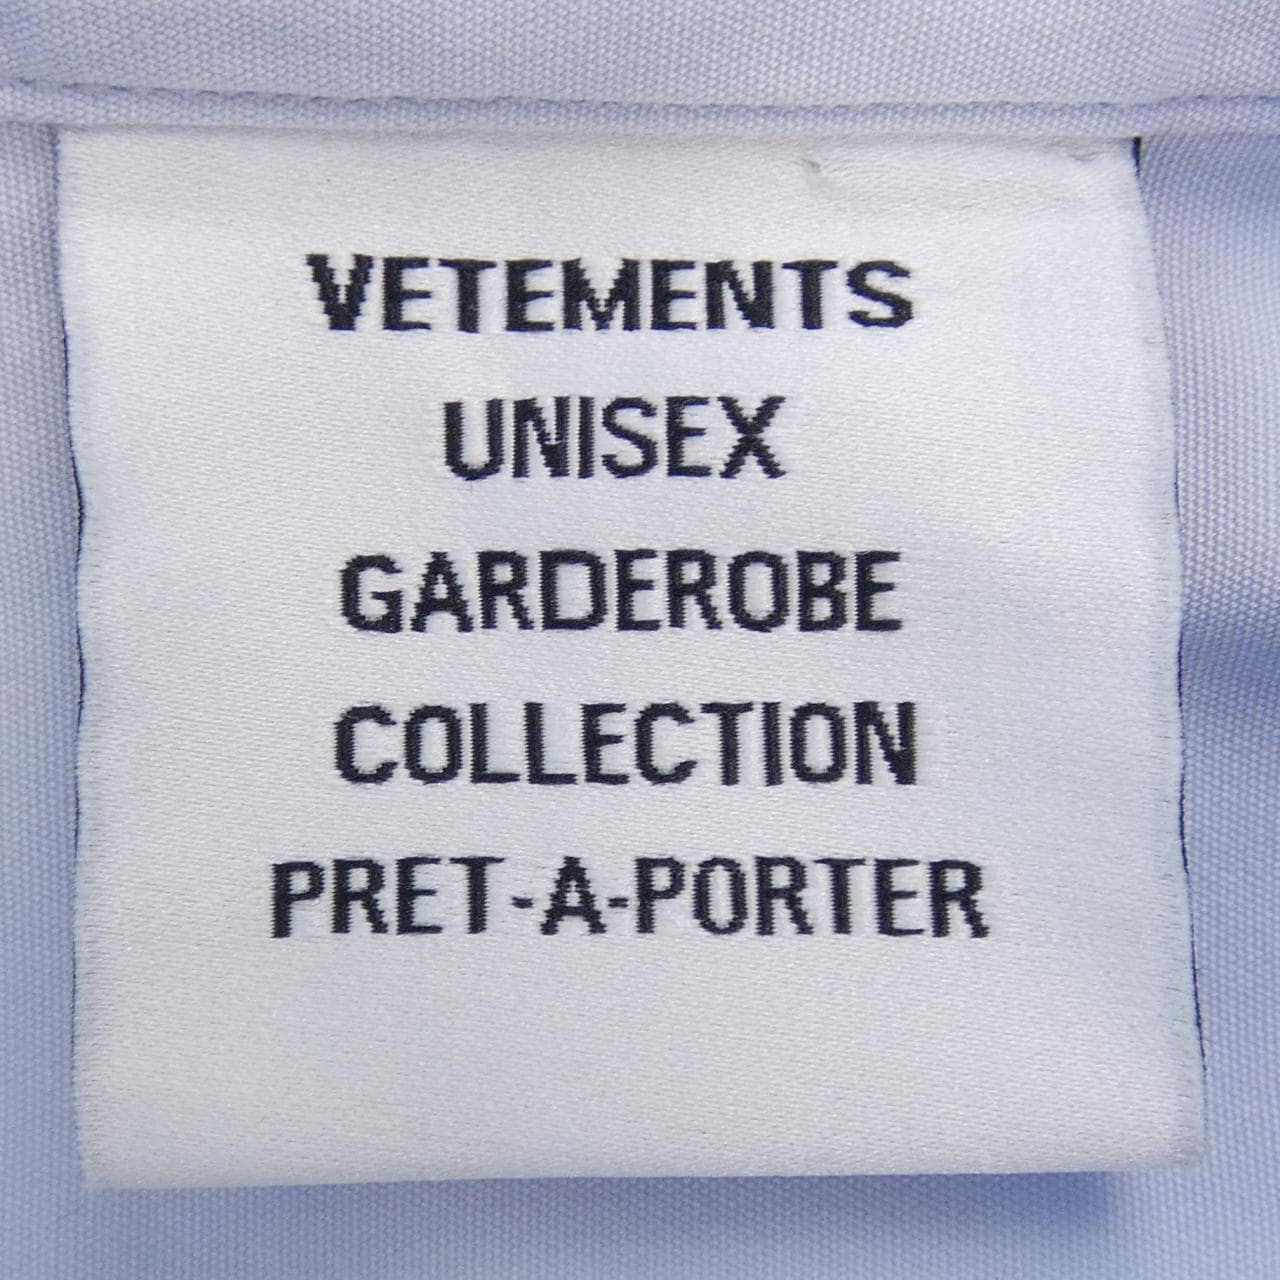 VETEMENTS
UNISEX
GARDEROBE
COLLECTION
PRET-A-PORTER